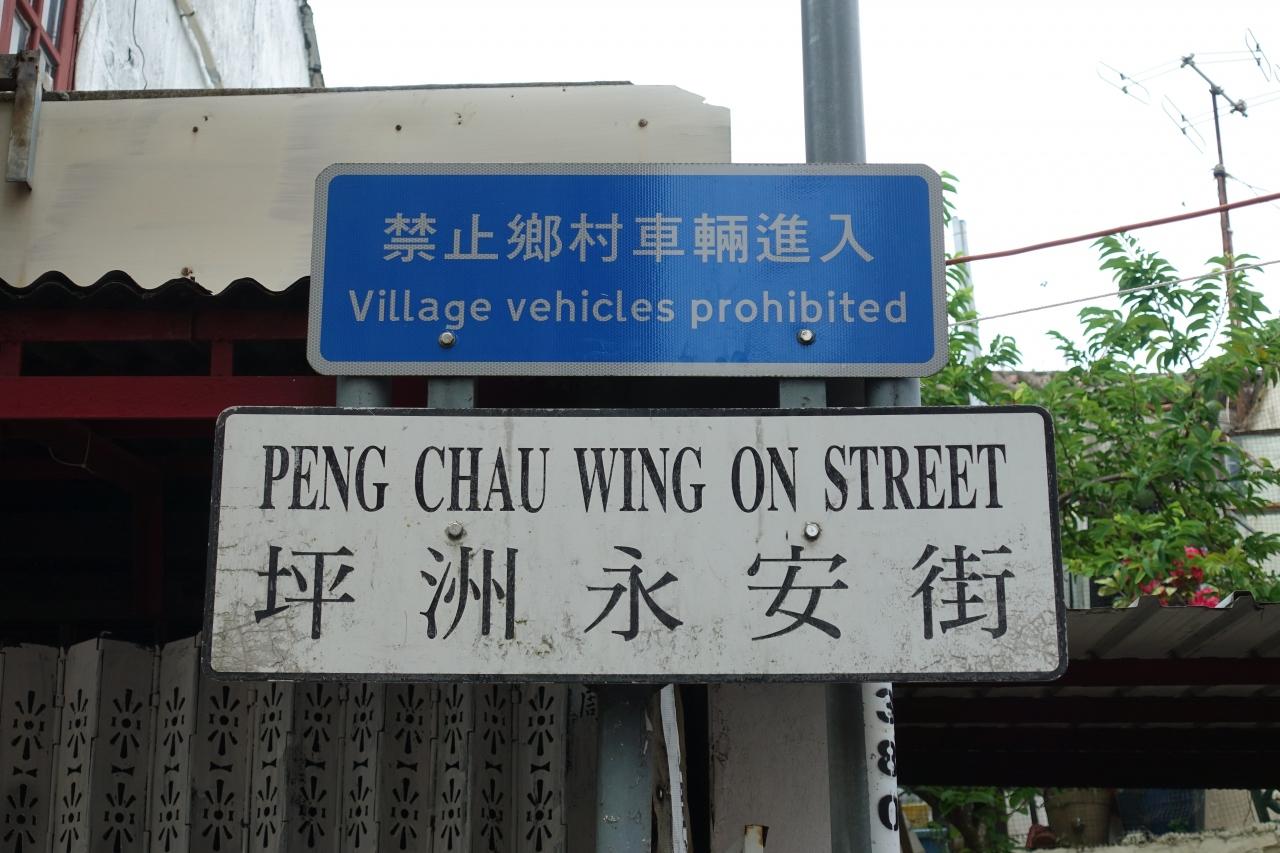 禁止鄉村車輛進入
Village vehicles prohibited
PENG CHAU WING ON STREET
坪洲永安街
380